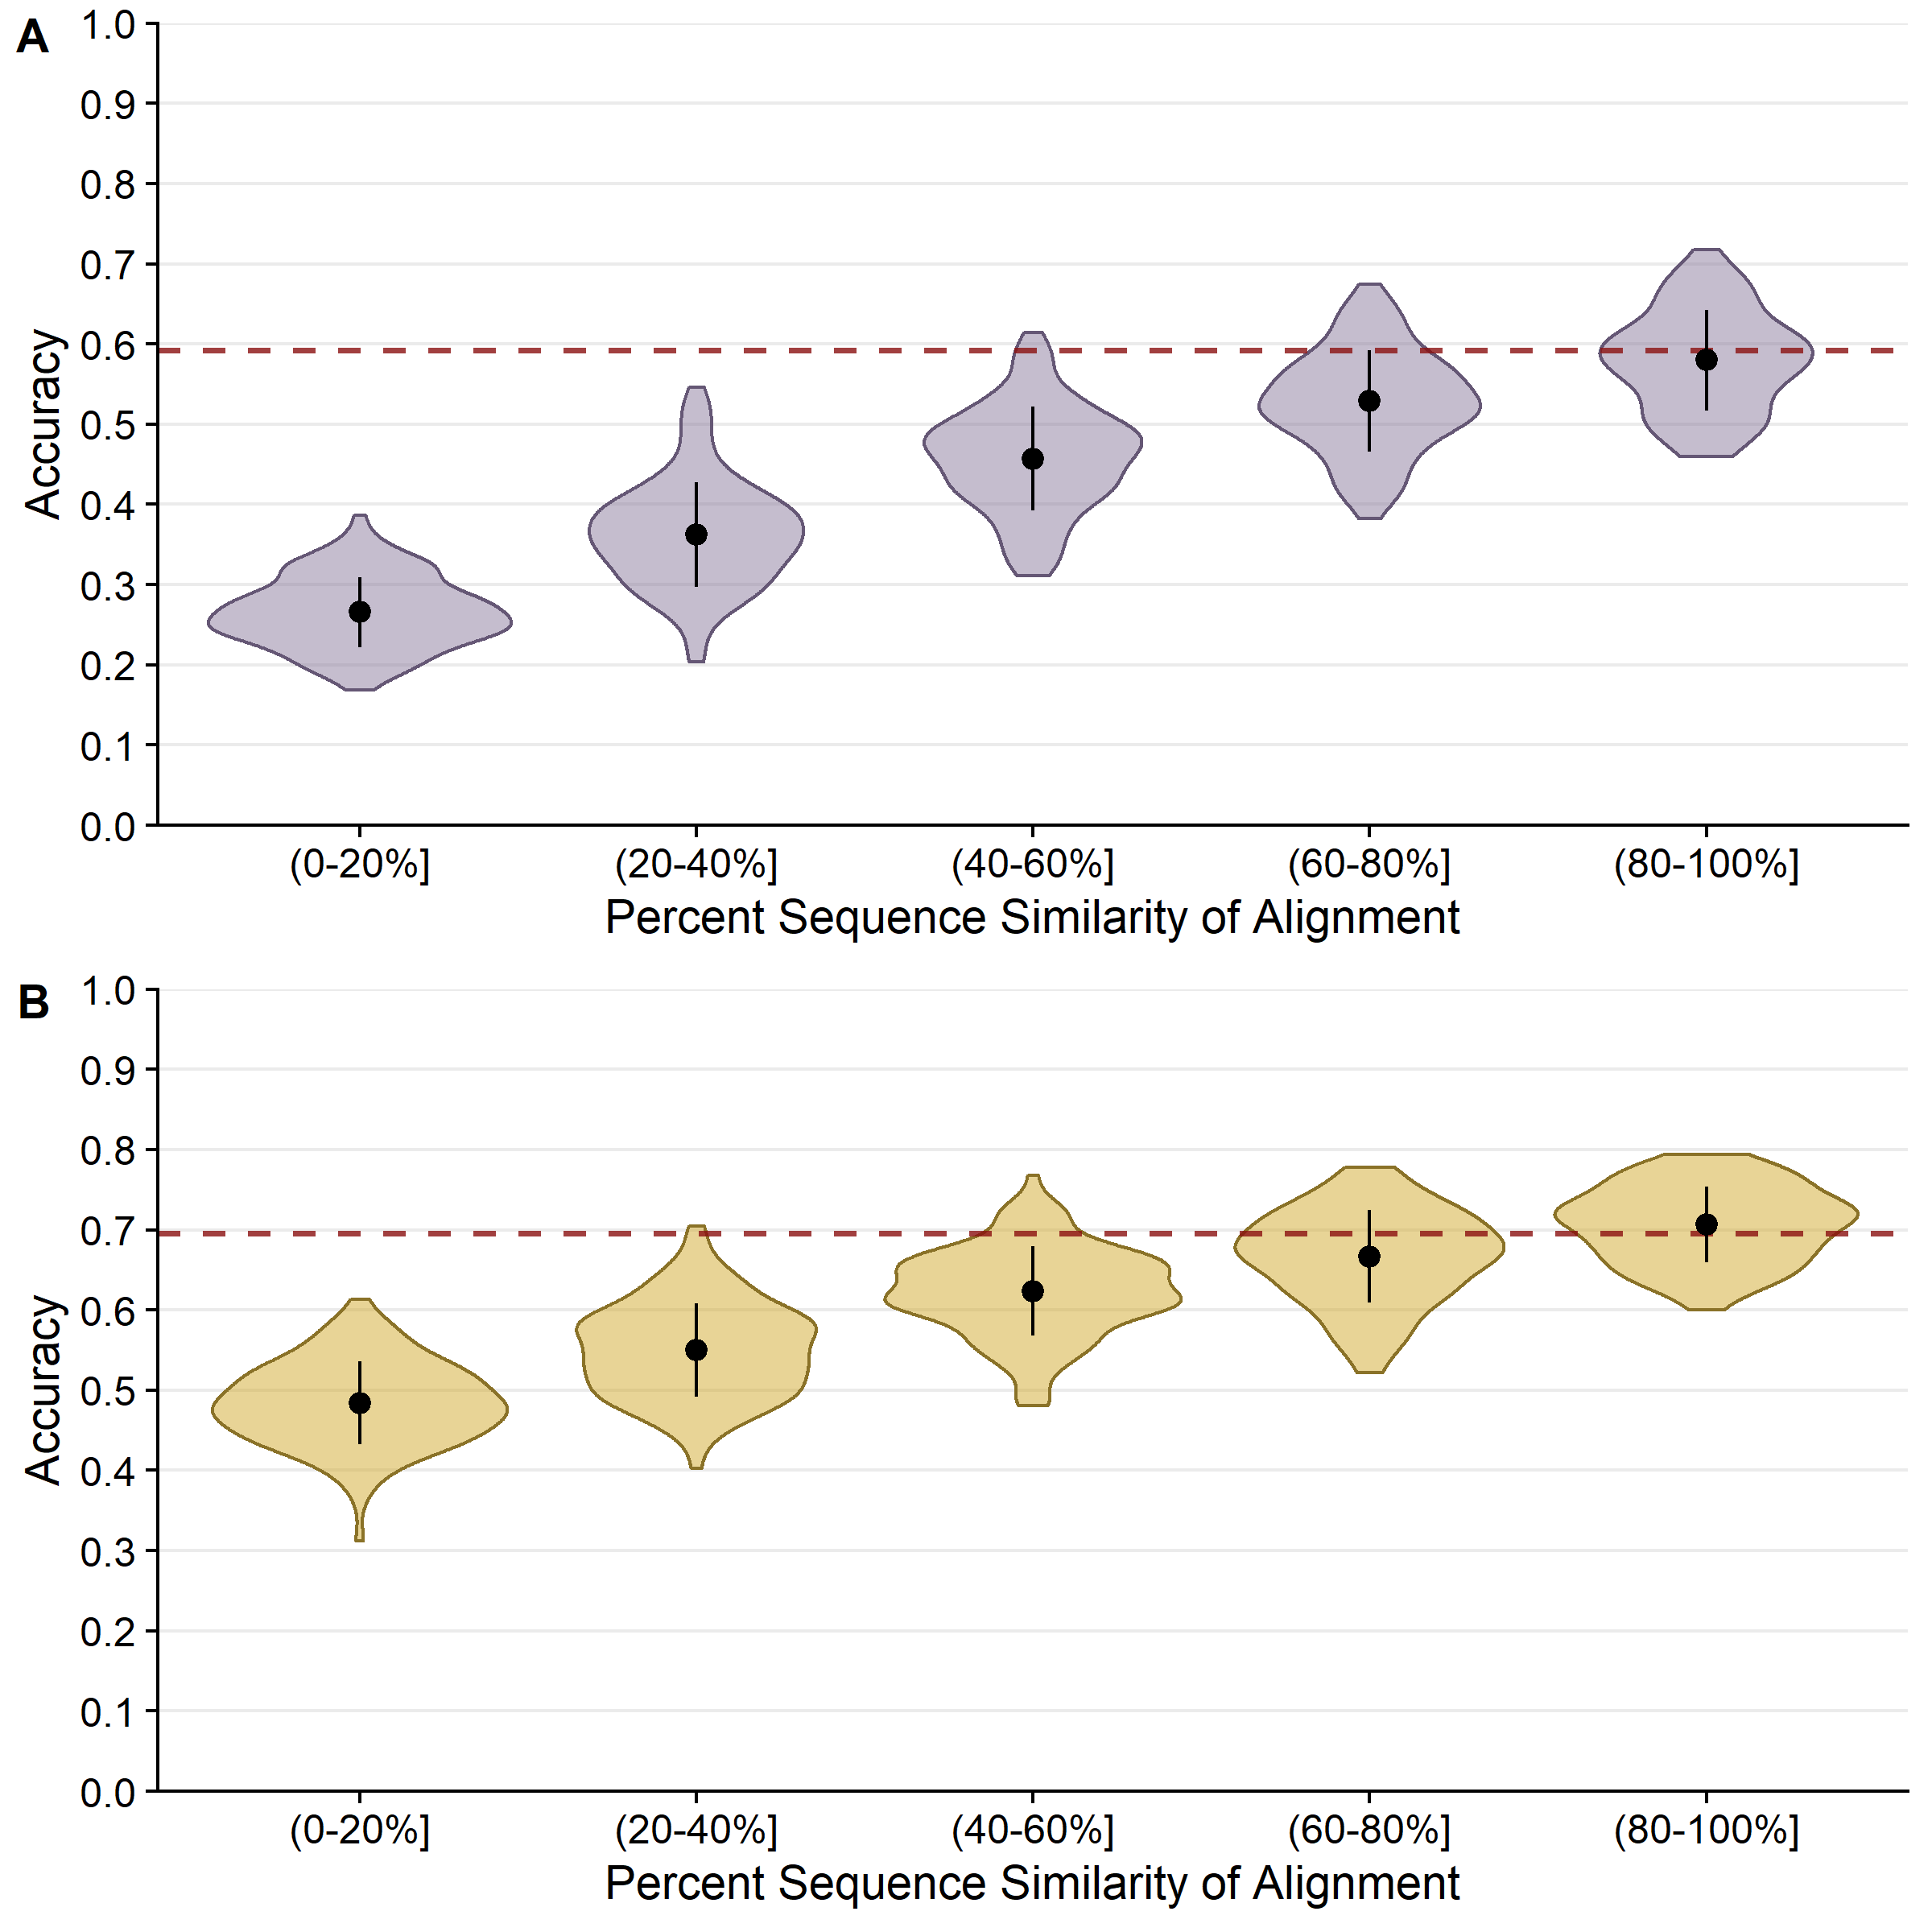 A
1.0
0.9
0.8
0.7
0.6
0.5
0.4
0.3
0.2
0.1
0.0
Accuracy
(0-20%] (20-40%] (40-60%] (60-80%] (80-100%]
Percent Sequence Similarity of Alignment
B
1.0
0.9
0.8
0.7
0.6
0.5
0.4
0.3
0.2
0.1
0.0
Accuracy
(0-20%] (20-40%] (40-60%] (60-80%] (80-100%]
Percent Sequence Similarity of Alignment